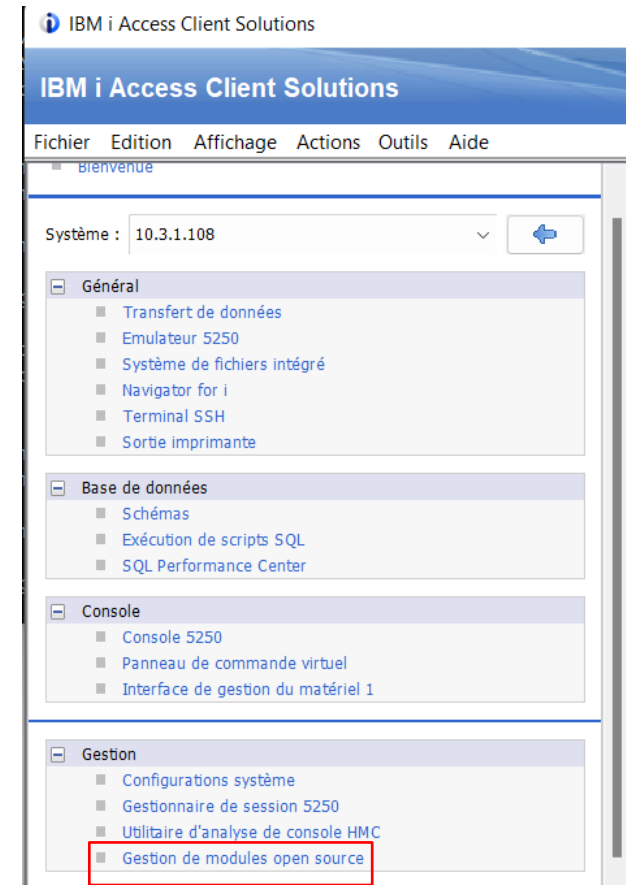 IBM i Access Client Solutions
IBM i Access Client Solutions
Fichier Edition Affichage Actions Outils Aide
Bienvenue
Système : 10.3.1.108
Général
Transfert de données
Emulateur 5250
Système de fichiers intégré
Navigator for i
Terminal SSH
Sortie imprimante
Base de données
Schémas
Exécution de scripts SQL
SQL Performance Center
Console
Console 5250
Panneau de commande virtuel
Interface de gestion du matériel 1
Gestion
Configurations système
Gestionnaire de session 5250
Utilitaire d'analyse de console HMC
Gestion de modules open source